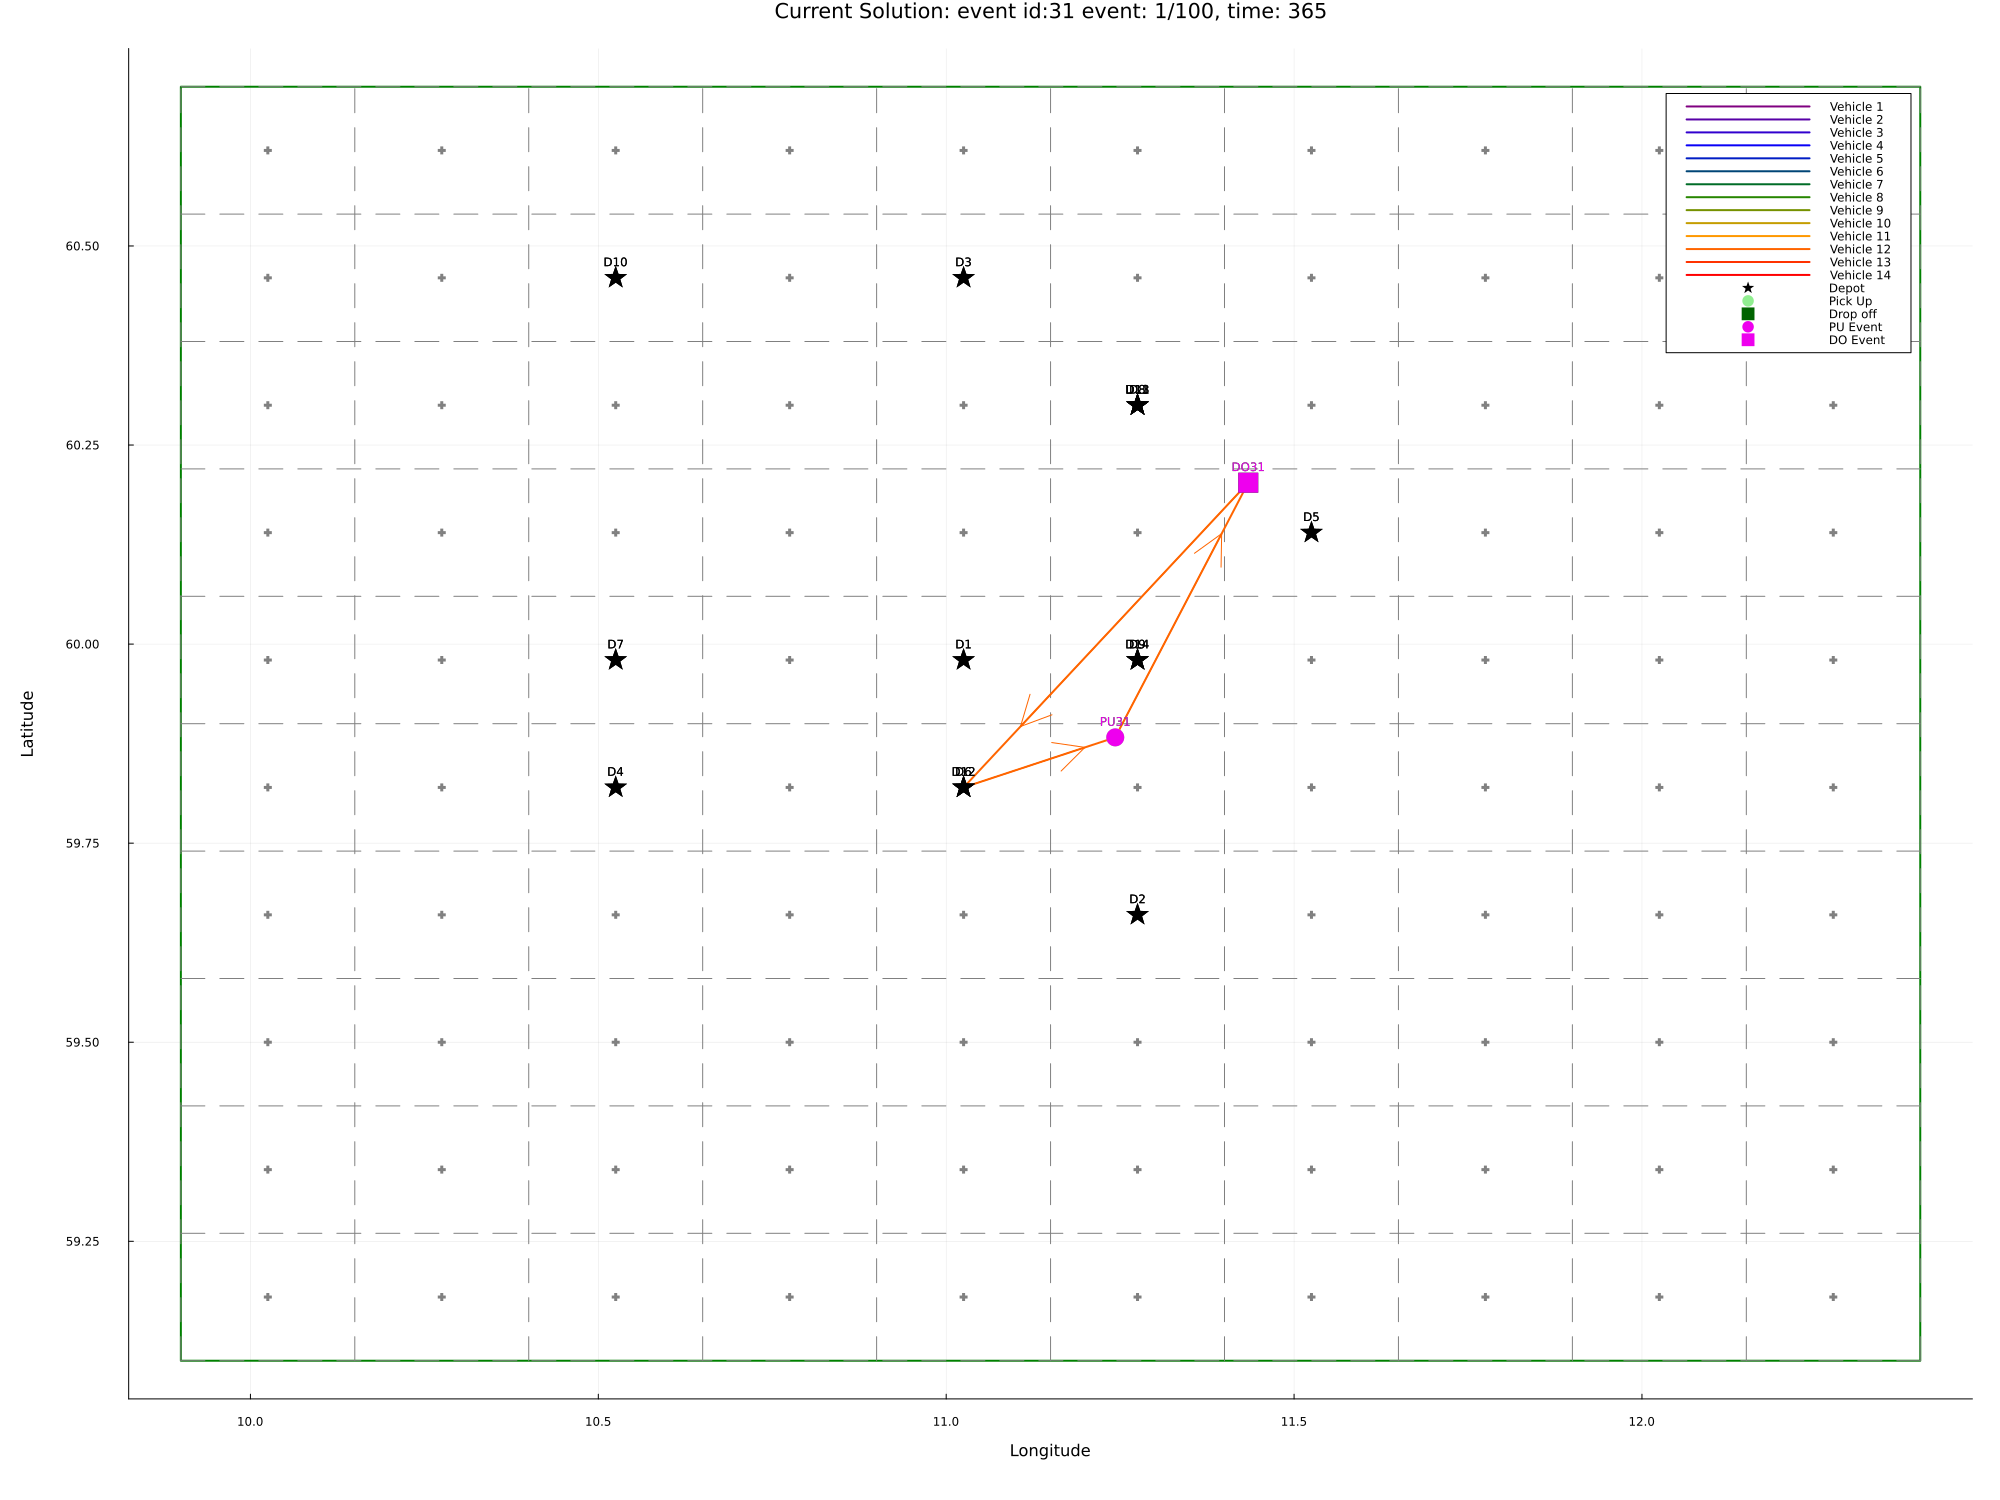 Current Solution: event id:31 event: 1/100, time: 365
Vehicle 1
Vehicle 2
Vehicle 3
Vehicle 4
Vehicle 5
Vehicle 6
Vehicle 7
Vehicle 8
Vehicle 9
Vehicle 10
Vehicle 11
Vehicle 12
Vehicle 13
Vehicle 14
Depot
Pick Up
Drop off
PU Event
DO Event
60.50
60.25
60.00
59.75
59.50
59.25
Latitude
D10
D3
DO31
D5
D7
D1
PU31
D4
D2
10.0
10.5
11.0
11.5
12.0
Longitude